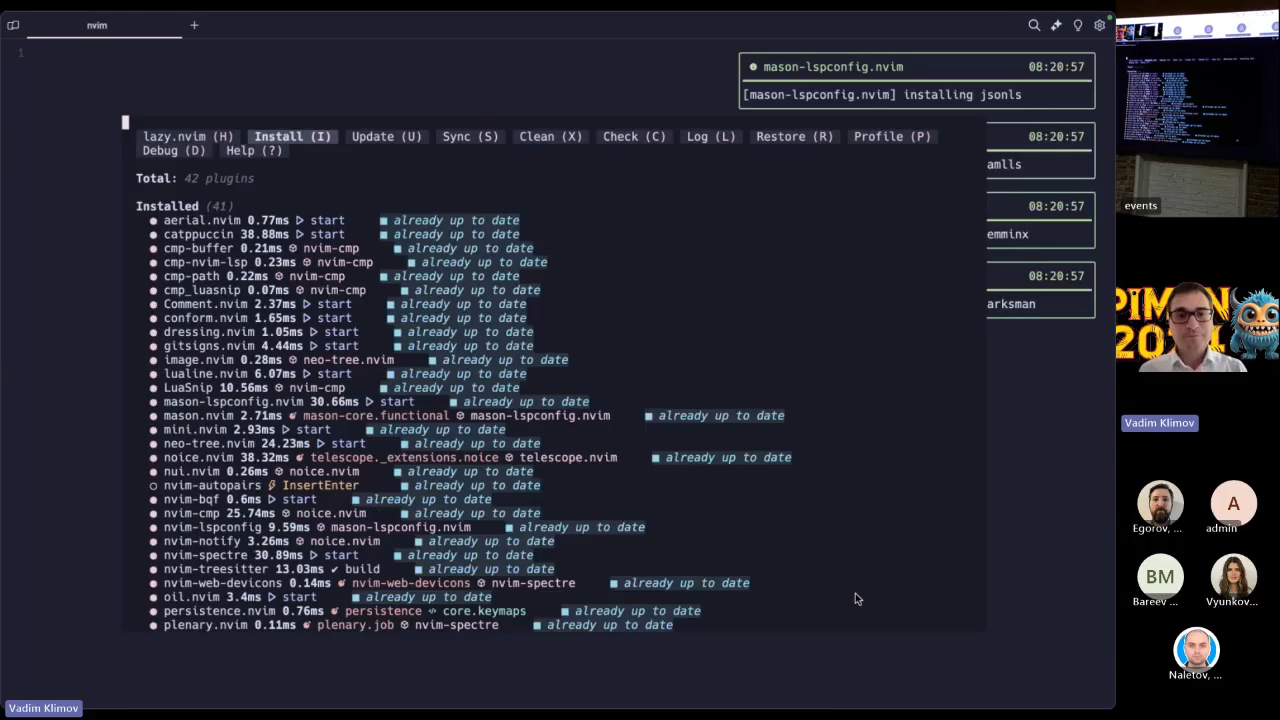 nvim
+
1
mason-lspconfig.nvim 08:20:57
[mason-lspconfig.nvim] installing jsonls
lazy.nvim (H) Install (I) Update (U) Clean (X) Check (C) Log (L) Restore (R) Profile (P)
Debug (D) Help (?)
08:20:57
amlls
08:20:57
emminx
08:20:57
arksman
Total: 42 plugins
Installed (41)
aerial.nvim 0.77ms start already up to date
catppuccin 38.88ms start already up to date
cmp-buffer 0.21ms nvim-cmp already up to date
cmp-nvim-lsp 0.23ms nvim-cmp already up to date
cmp-path 0.22ms nvim-cmp already up to date
cmp_luasnip 0.07ms nvim-cmp already up to date
Comment.nvim 2.37ms start already up to date
conform.nvim 1.65ms start already up to date
dressing.nvim 1.05ms start already up to date
gitsigns.nvim 4.44ms start already up to date
image.nvim 0.28ms neo-tree.nvim already up to date
lualine.nvim 6.07ms start already up to date
LuaSnip 10.56ms nvim-cmp already up to date
mason-lspconfig.nvim 30.66ms start already up to date
mason.nvim 2.71ms mason-core.functional mason-lspconfig.nvim already up to date
mini.nvim 2.93ms start already up to date
neo-tree.nvim 24.23ms start already up to date
noice.nvim 38.32ms telescope._extensions.noice telescope.nvim already up to date
nui.nvim 0.26ms noice.nvim already up to date
nvim-autopairs InsertEnter already up to date
nvim-bqf 0.6ms start already up to date
nvim-cmp 25.74ms noice.nvim already up to date
nvim-lspconfig 9.59ms mason-lspconfig.nvim already up to date
nvim-notify 3.26ms noice.nvim already up to date
nvim-spectre 30.89ms start already up to date
nvim-treesitter 13.03ms build already up to date
nvim-web-devicons 0.14ms nvim-web-devicons nvim-spectre already up to date
oil.nvim 3.4ms start already up to date
persistence.nvim 0.76ms persistence core.keymaps already up to date
plenary.nvim 0.11ms plenary.job nvim-spectre already up to date
Vadim Klimov
events
Vadim Klimov
Egorov, ...
A
admin
BM
Bareev ...
Vyunkov...
Naletov, ...